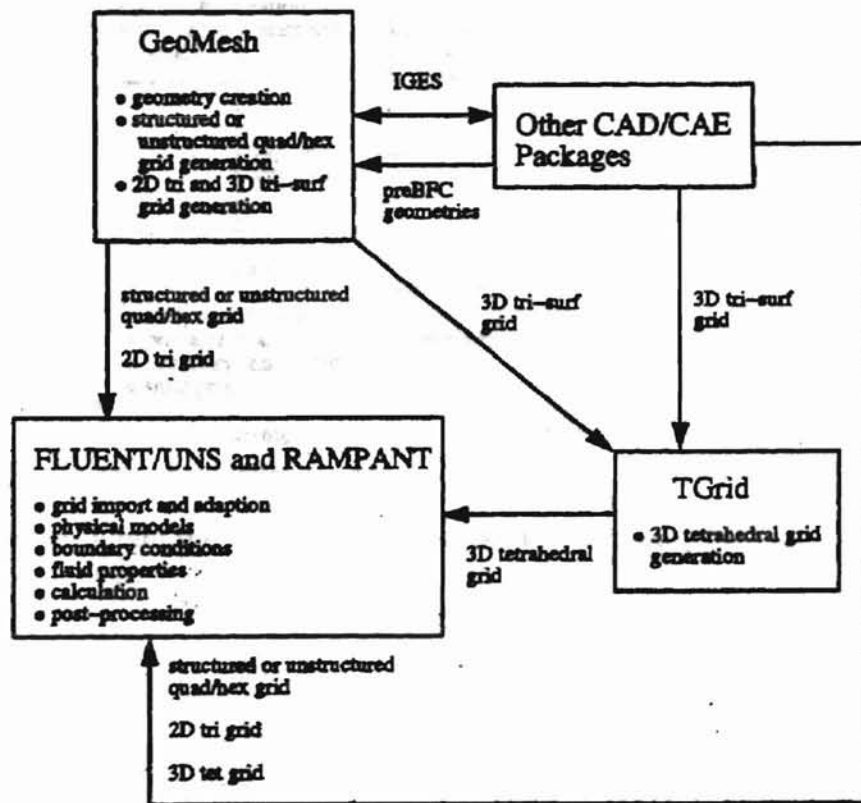 GeoMesh
• geometry creation
• structured or
unstructured quad/hex
grid generation
• 2D tri and 3D tri-surf
grid generation
IGES
preBFC
geometries
Other CAD/CAE
Packages
structured or unstructured
quad/hex grid
2D tri grid
3D tri-surf
grid
3D tri-surf
grid
FLUENT/UNS and RAMPANT
• grid import and adaption
• physical models
• boundary conditions
• fluid properties
• calculation
• post-processing
3D tetrahedral
grid
TGrid
• 3D tetrahedral grid
generation
structured or unstructured
quad/hex grid
2D tri grid
3D tet grid